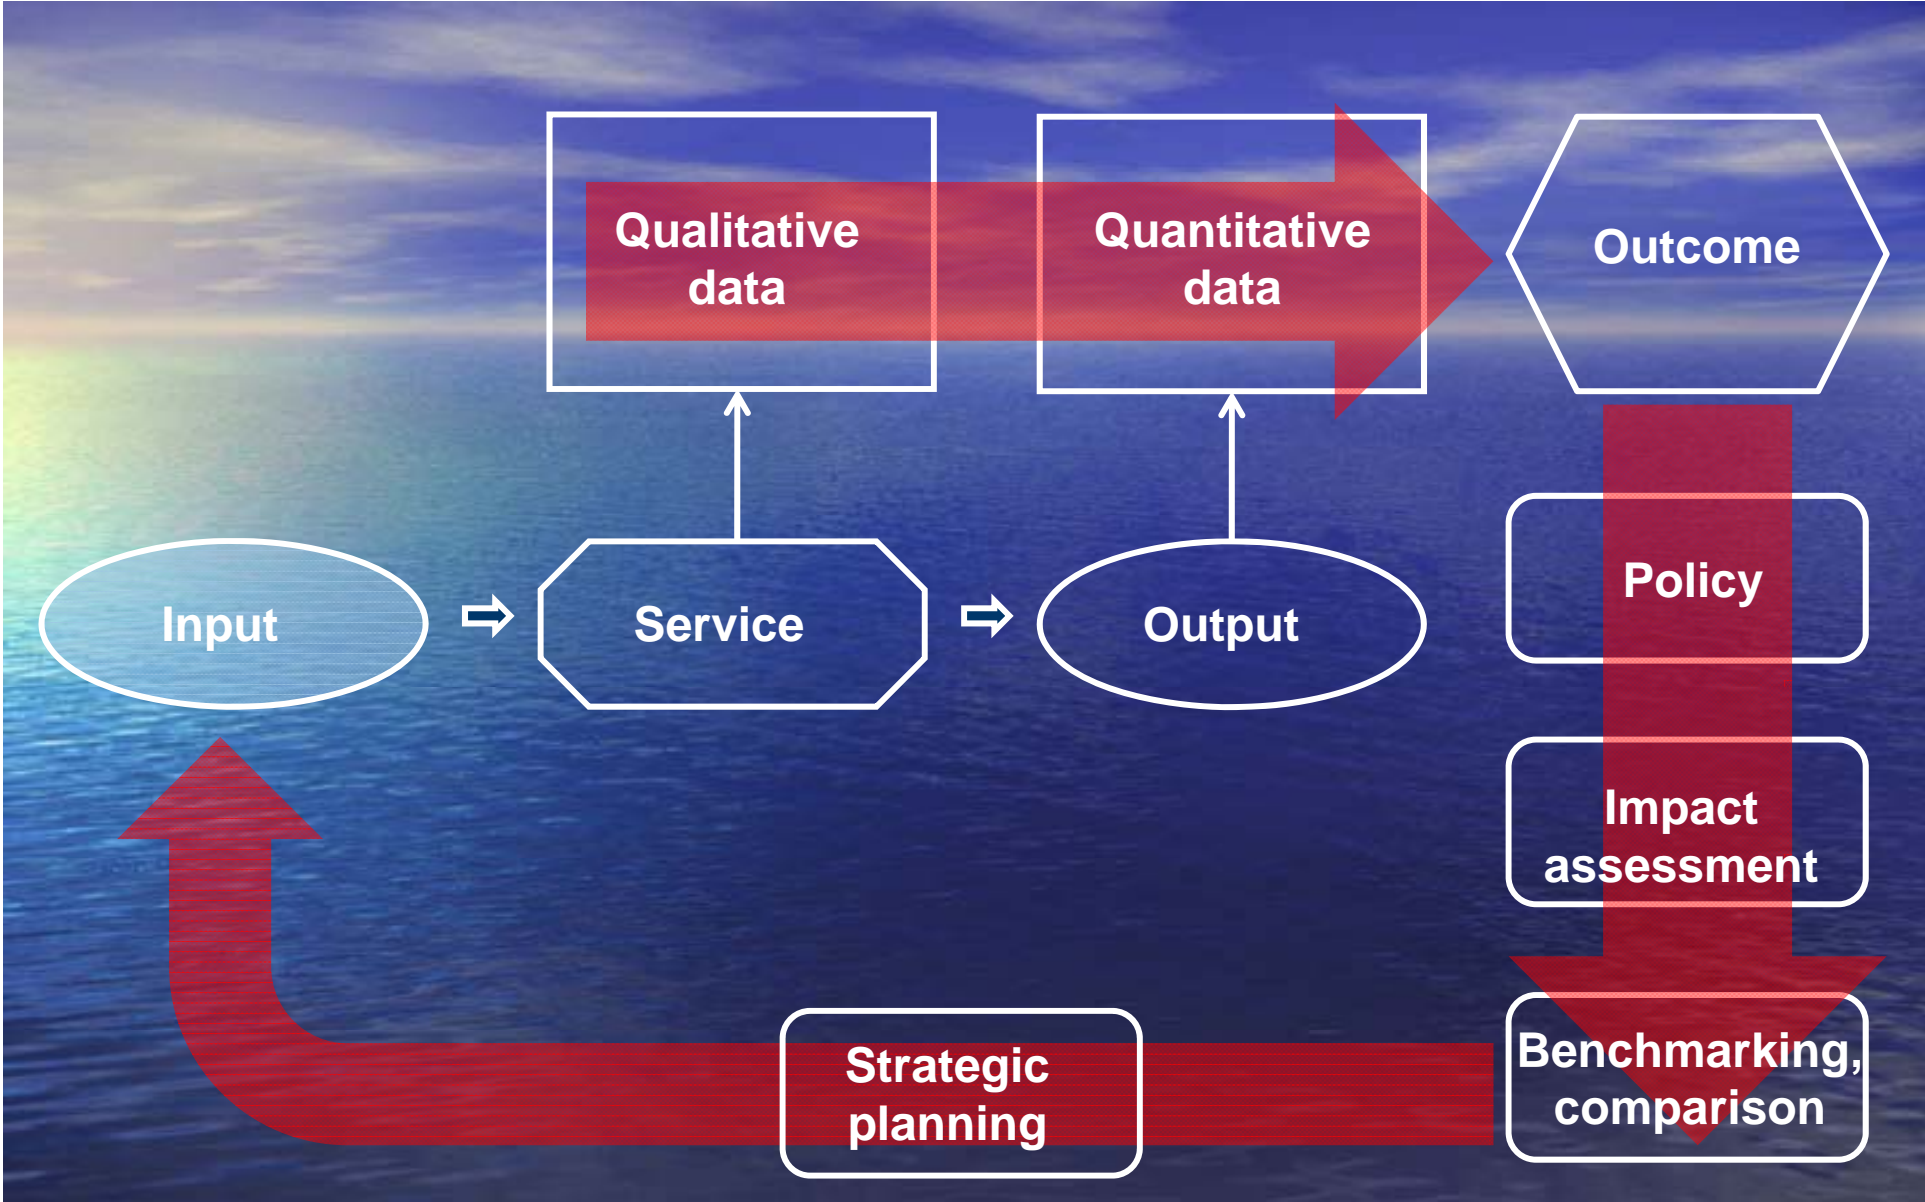 Qualitative
data
Quantitative
data
Outcome
Input
Service
Output
Policy
Impact
assessment
Benchmarking,
comparison
Strategic
planning